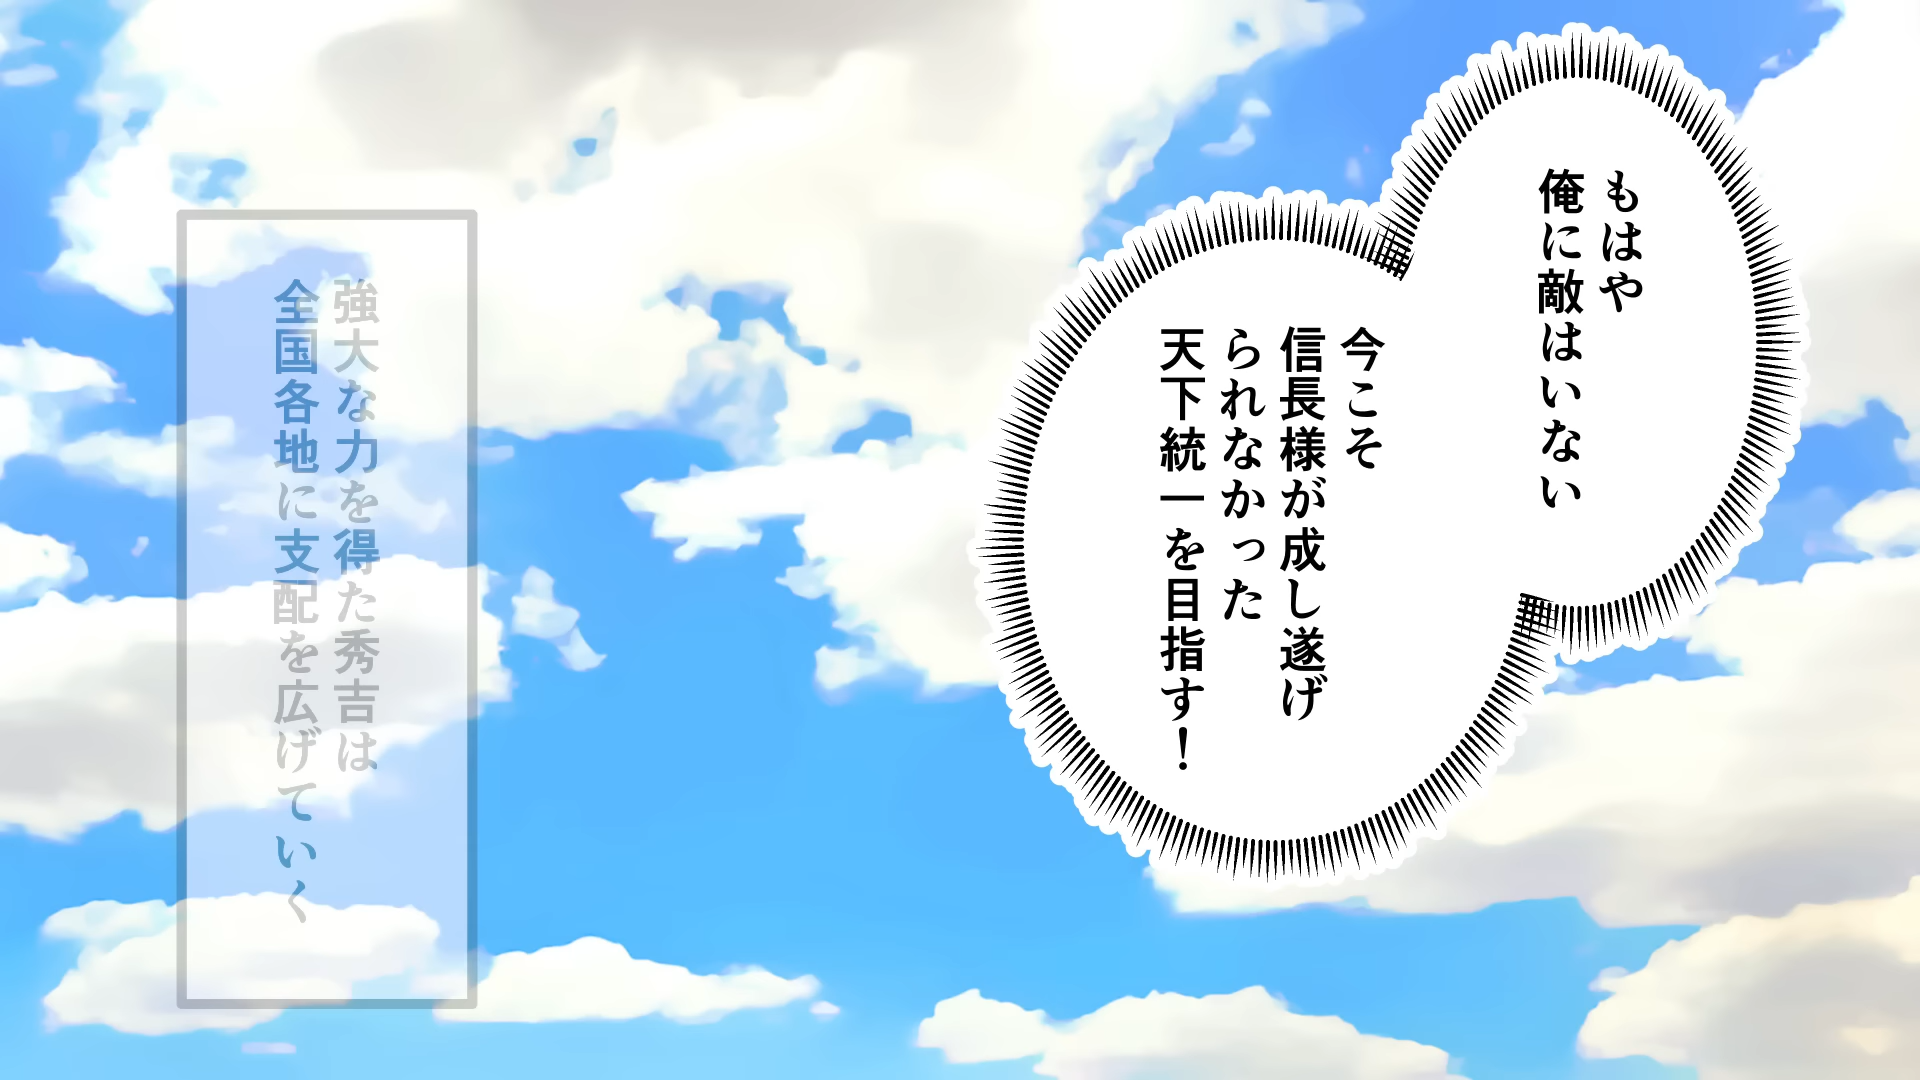 もはや
俺に敵はいない
今こそ
信長様が成し遂げ
られなかった
天下統一を目指す！
強大な力を得た秀吉は
全国各地に支配を広げていく